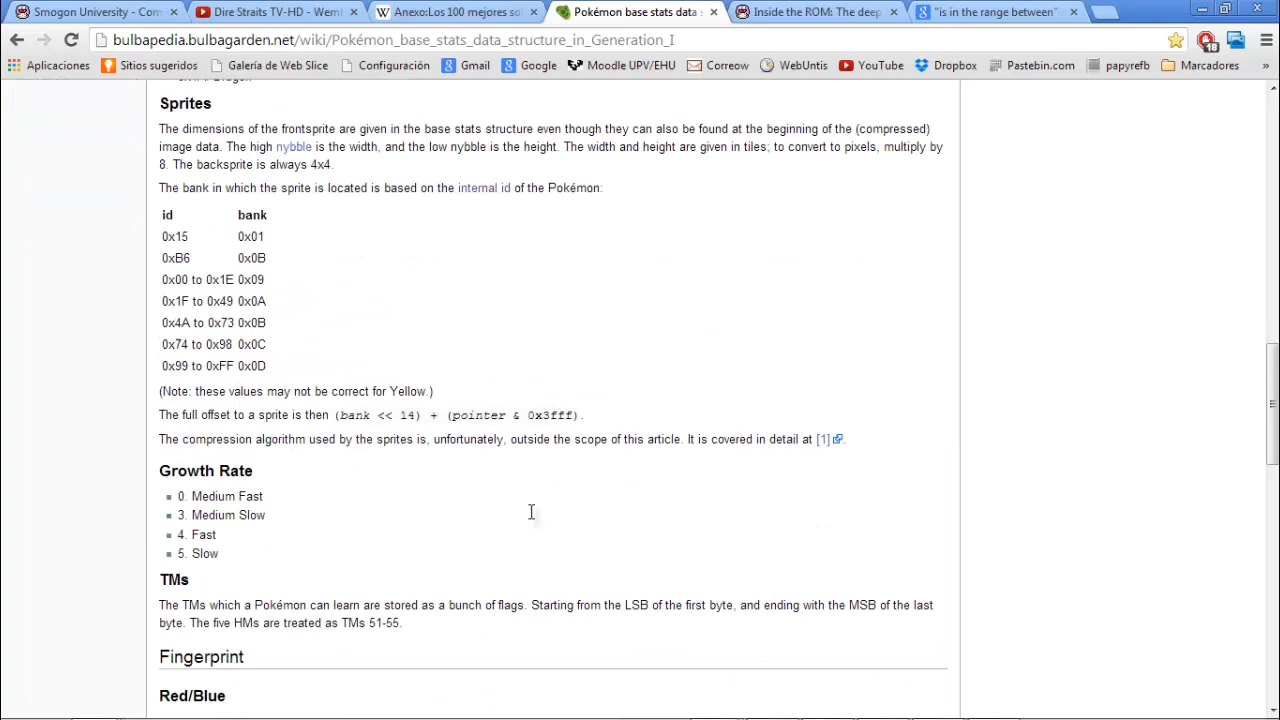 Smogon University - Com
Dire Straits TV-HD - Wem
Anexo:Los 100 mejores so
Pokémon base stats data
Inside the ROM: The deep
"is in the range between"
bulbapedia.bulbagarden.net/wiki/Pokémon_base_stats_data_structure_in_Generation_I
18
Aplicaciones
Sitios sugeridos
Galería de Web Slice
Configuración
Gmail
Google
Moodle UPV/EHU
Correow
WebUntis
YouTube
Dropbox
Pastebin.com
papyrefb
Marcadores
»
Sprites
The dimensions of the frontsprite are given in the base stats structure even though they can also be found at the beginning of the (compressed)
image data. The high nybble is the width, and the low nybble is the height. The width and height are given in tiles; to convert to pixels, multiply by
8. The backsprite is always 4x4.
The bank in which the sprite is located is based on the internal id of the Pokémon:
id bank
0x15 0x01
0xB6 0x0B
0x00 to 0x1E 0x09
0x1F to 0x49 0x0A
0x4A to 0x73 0x0B
0x74 to 0x98 0x0C
0x99 to 0xFF 0x0D
(Note: these values may not be correct for Yellow.)
The full offset to a sprite is then (bank << 14) + (pointer & 0x3fff).
The compression algorithm used by the sprites is, unfortunately, outside the scope of this article. It is covered in detail at [1].
Growth Rate
0. Medium Fast
3. Medium Slow
4. Fast
5. Slow
TMs
The TMs which a Pokémon can learn are stored as a bunch of flags. Starting from the LSB of the first byte, and ending with the MSB of the last
byte. The five HMs are treated as TMs 51-55.
Fingerprint
Red/Blue